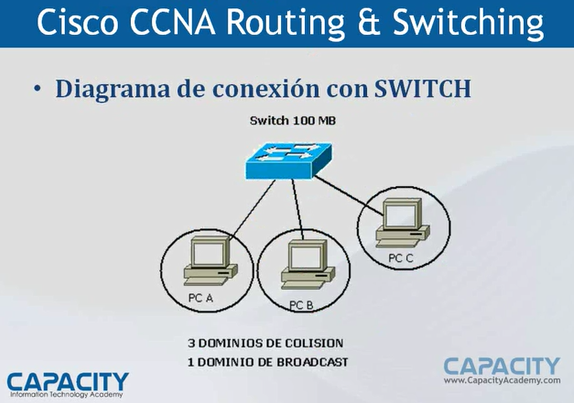 Cisco CCNA Routing & Switching
• Diagrama de conexión con SWITCH
Switch 100 MB
PC C
PC A
PC B
3 DOMINIOS DE COLISION
1 DOMINIO DE BROADCAST
CAPACITY
Information Technology Academy
CAPACITY
www.CapacityAcademy.com